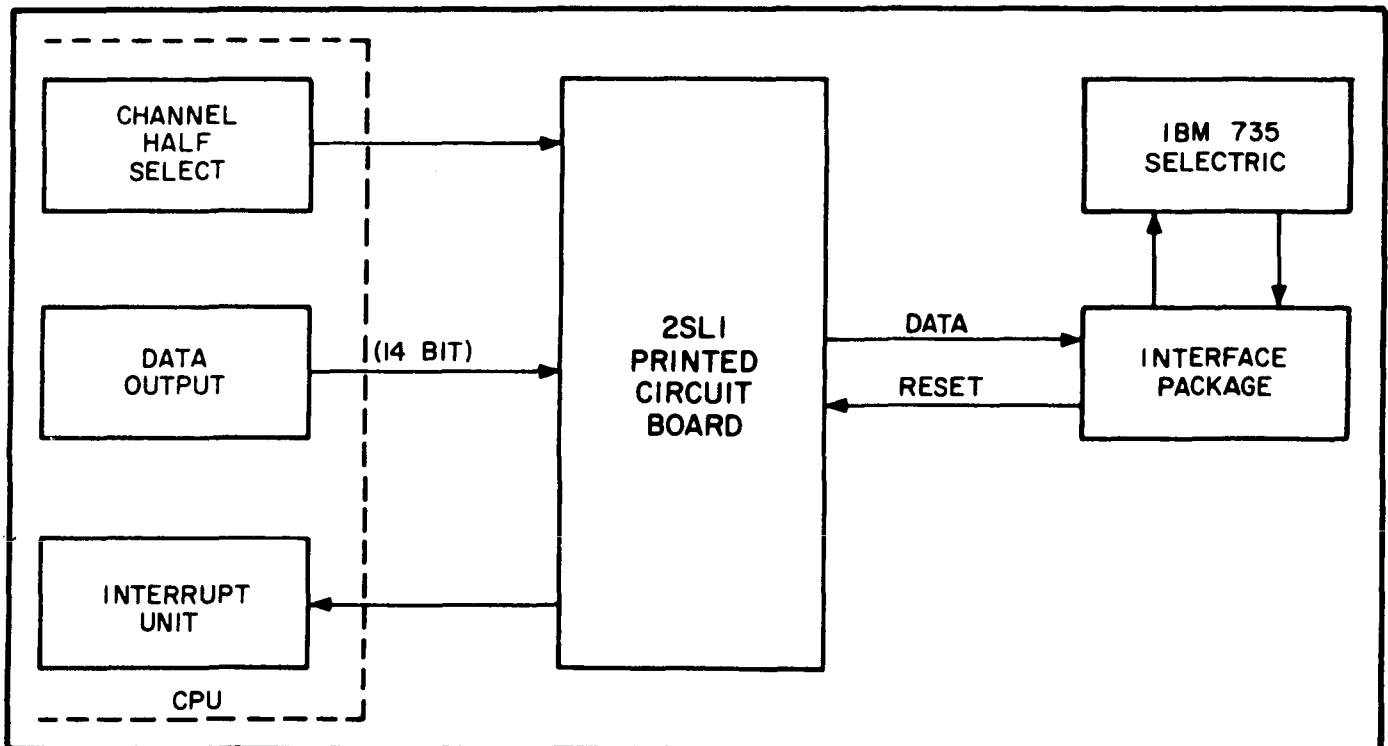 CHANNEL
HALF
SELECT
IBM 735
SELECTRIC
DATA
OUTPUT
(14 BIT)
2SL1
PRINTED
CIRCUIT
BOARD
DATA
RESET
INTERFACE
PACKAGE
INTERRUPT
UNIT
CPU